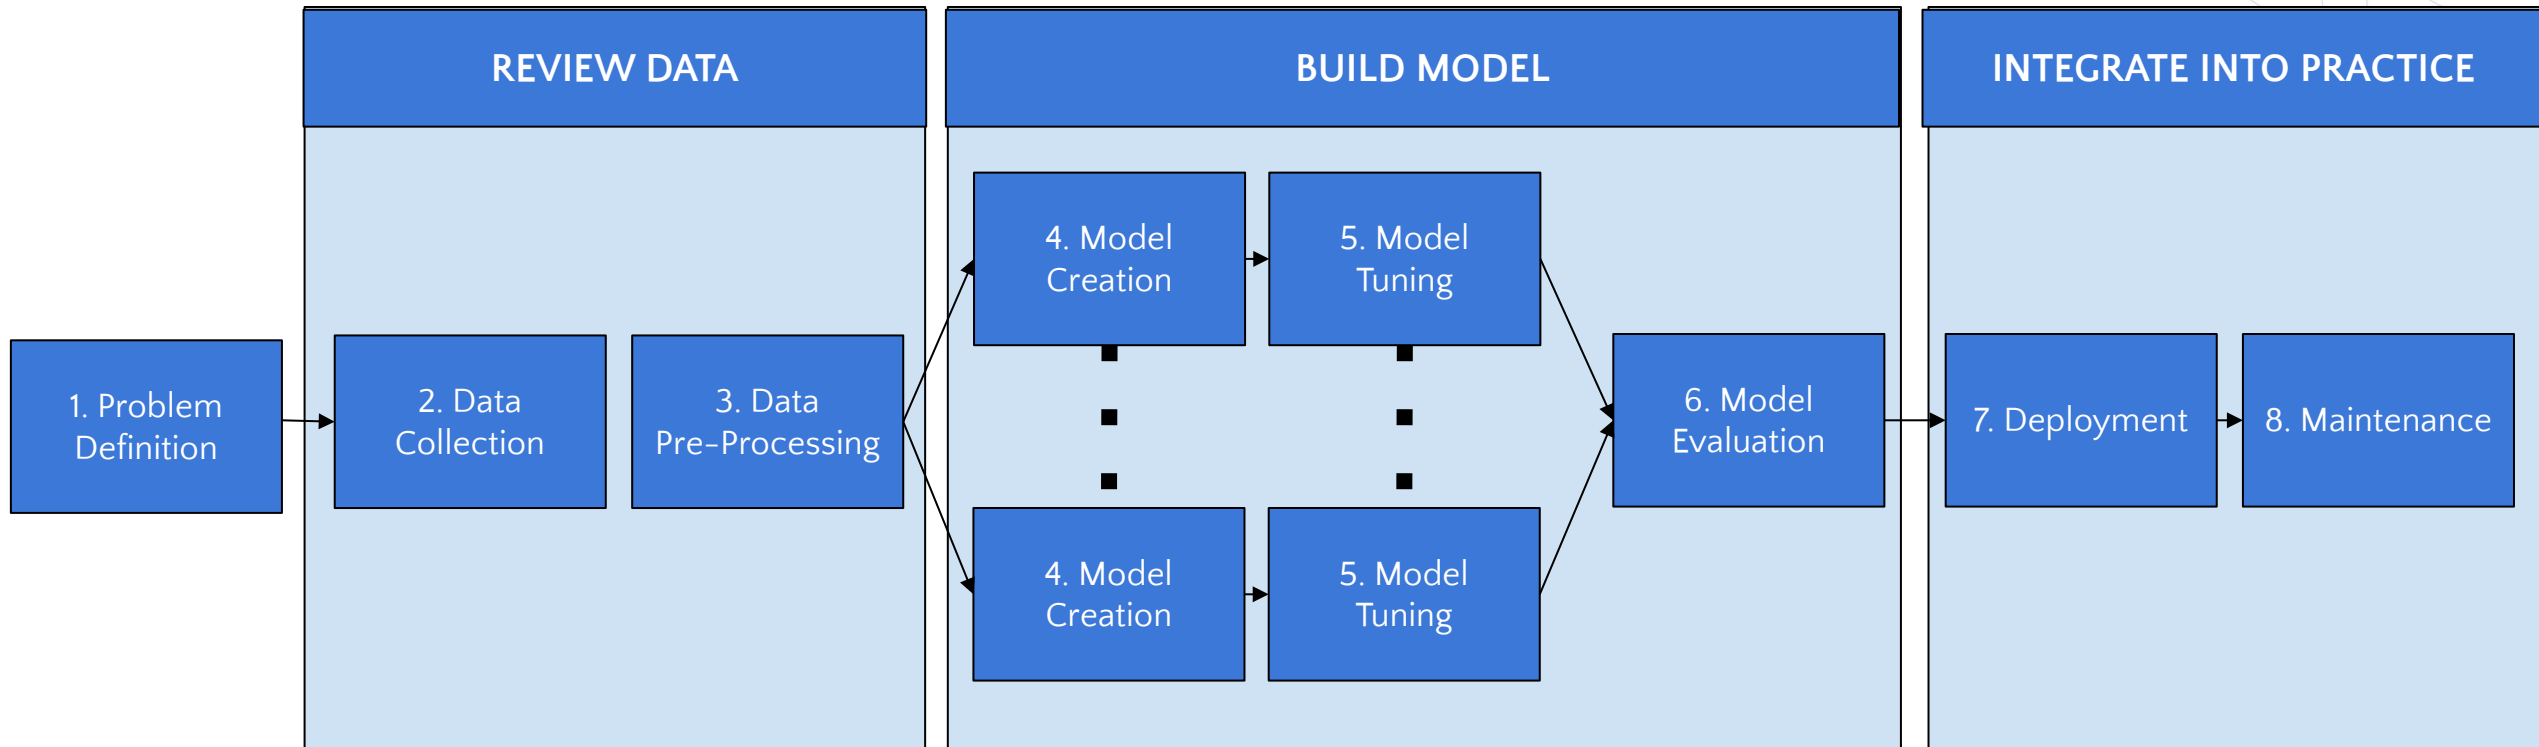 REVIEW DATA
BUILD MODEL
INTEGRATE INTO PRACTICE
1. Problem
Definition
2. Data
Collection
3. Data
Pre-Processing
4. Model
Creation
5. Model
Tuning
4. Model
Creation
5. Model
Tuning
6. Model
Evaluation
7. Deployment
8. Maintenance